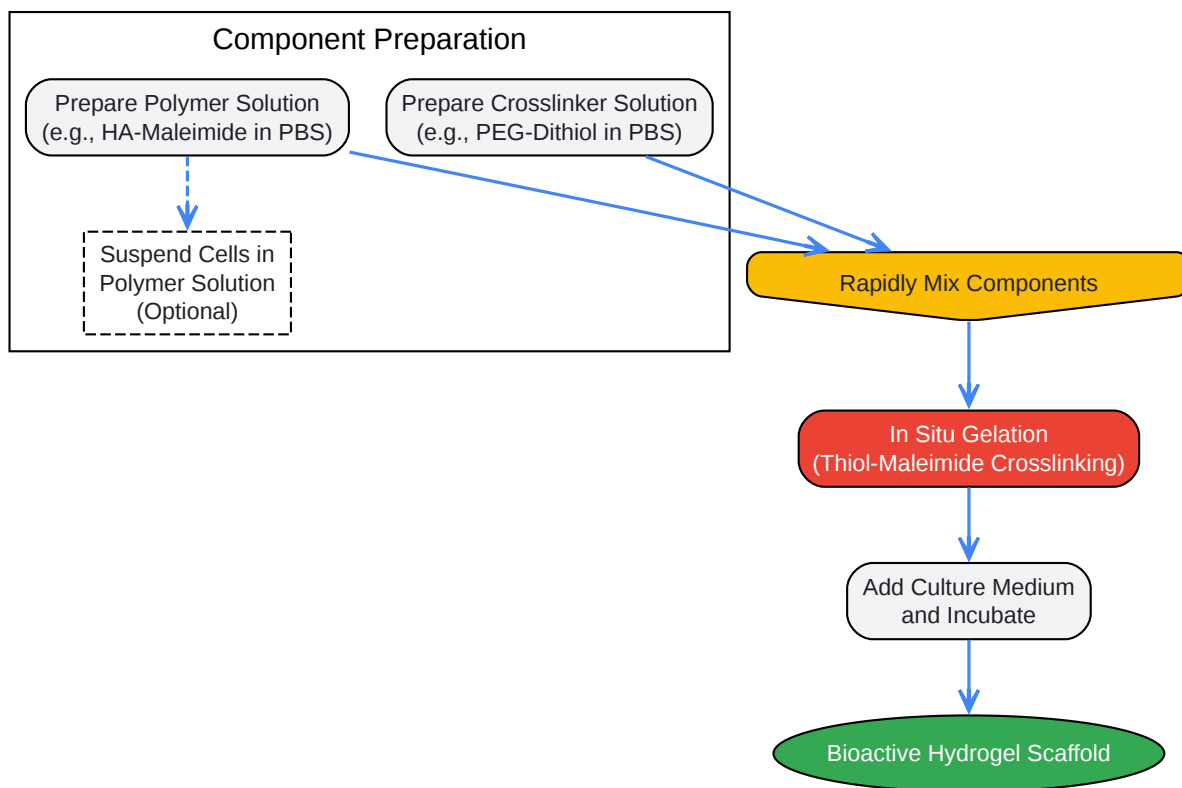 Component Preparation
Prepare Polymer Solution
(e.g., HA-Maleimide in PBS)
Prepare Crosslinker Solution
(e.g., PEG-Dithiol in PBS)
Suspend Cells in
Polymer Solution
(Optional)
Rapidly Mix Components
In Situ Gelation
(Thiol-Maleimide Crosslinking)
Add Culture Medium
and Incubate
Bioactive Hydrogel Scaffold